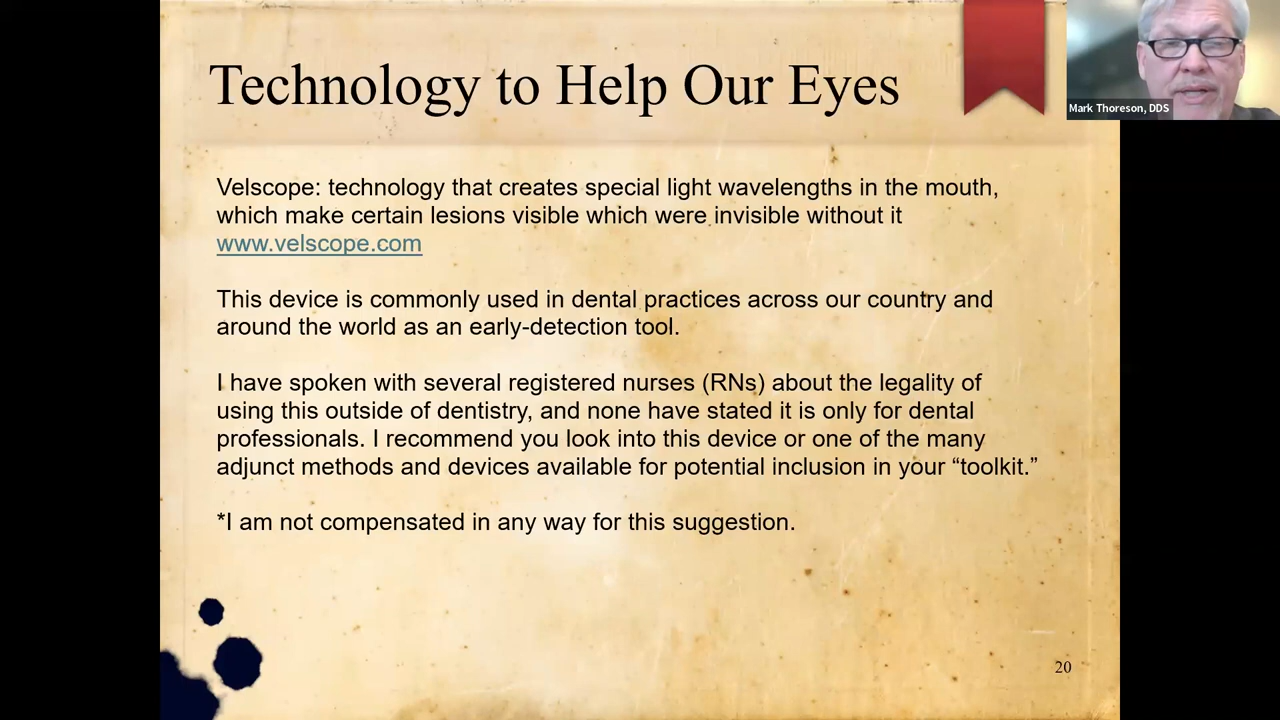 Technology to Help Our Eyes
Mark Thoreson, DDS
Velscope: technology that creates special light wavelengths in the mouth,
which make certain lesions visible which were invisible without it
www.velscope.com
This device is commonly used in dental practices across our country and
around the world as an early-detection tool.
I have spoken with several registered nurses (RNs) about the legality of
using this outside of dentistry, and none have stated it is only for dental
professionals. I recommend you look into this device or one of the many
adjunct methods and devices available for potential inclusion in your “toolkit.”
*I am not compensated in any way for this suggestion.
20